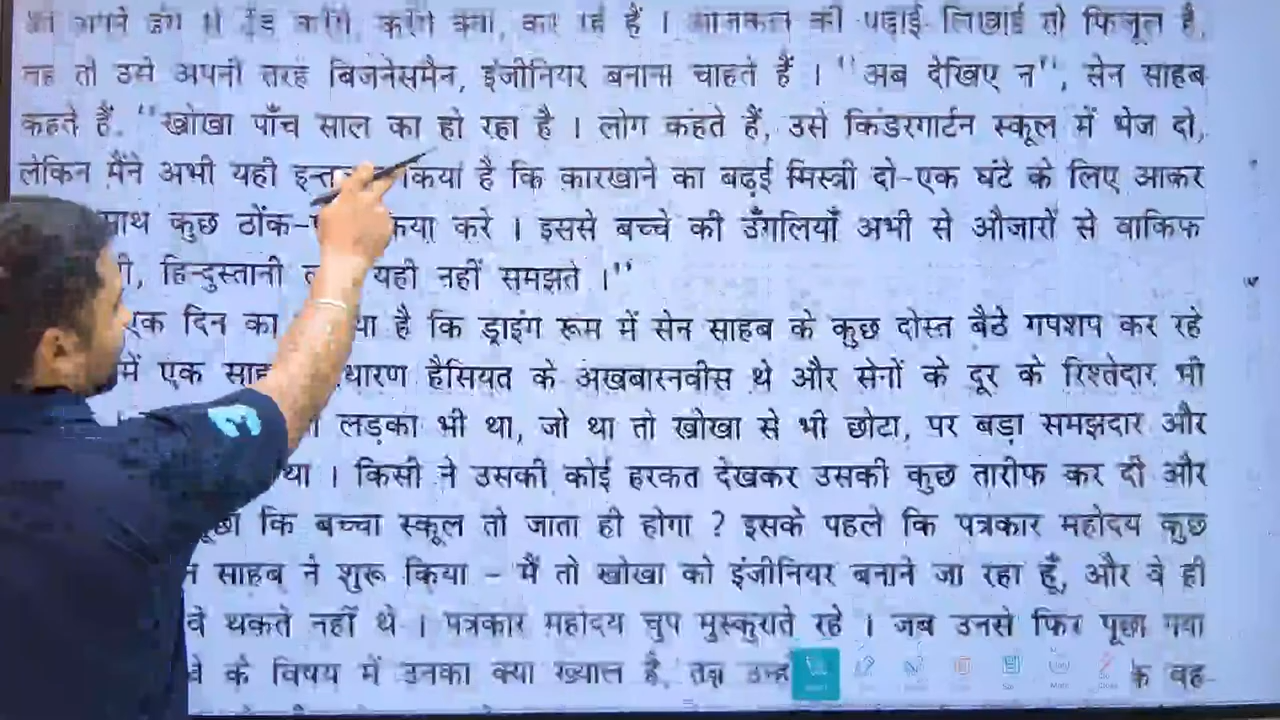 अपने ढंग करेंगे, करेंगे क्या, कर रहे हैं । आजकल की पढ़ाई-लिखाई तो फिजूल है,
वह तो उसे अपनी तरह बिजनेसमैन, इंजीनियर बनाना चाहते हैं । "अब देखिए न", सेन साहब
कहते हैं, "खोखा पाँच साल का हो रहा है । लोग कहते हैं, उसे किंडरगार्टन स्कूल में भेज दो,
लेकिन मैंने अभी यही किया है कि कारखाने का बढ़ई मिस्त्री दो-एक घंटे के लिए आकर
कुछ करे । इससे बच्चे की उँगलियाँ अभी से औजारों से वाकिफ
हिन्दुस्तानी यही नहीं समझते ।"
एक दिन का है कि ड्राइंग रूम में सेन साहब के कुछ दोस्त बैठे गपशप कर रहे
में एक हैसियत के अखबारनवीस थे और सेनों के दूर के रिश्तेदार भी
लड़का भी था, जो था तो खोखा से भी छोटा, पर बड़ा समझदार और
था । किसी ने उसकी कोई हरकत देखकर उसकी कुछ तारीफ कर दी और
कि बच्चा स्कूल तो जाता ही होगा ? इसके पहले कि पत्रकार महोदय कुछ
साहब ने शुरू किया - मैं तो खोखा को इंजीनियर बनाने जा रहा हूँ, और वे ही
थकते नहीं थे । पत्रकार महोदय चुप मुस्कुराते रहे । जब उनसे फिर पूछा गया
के विषय में उनका क्या ख्याल है, तब वह-